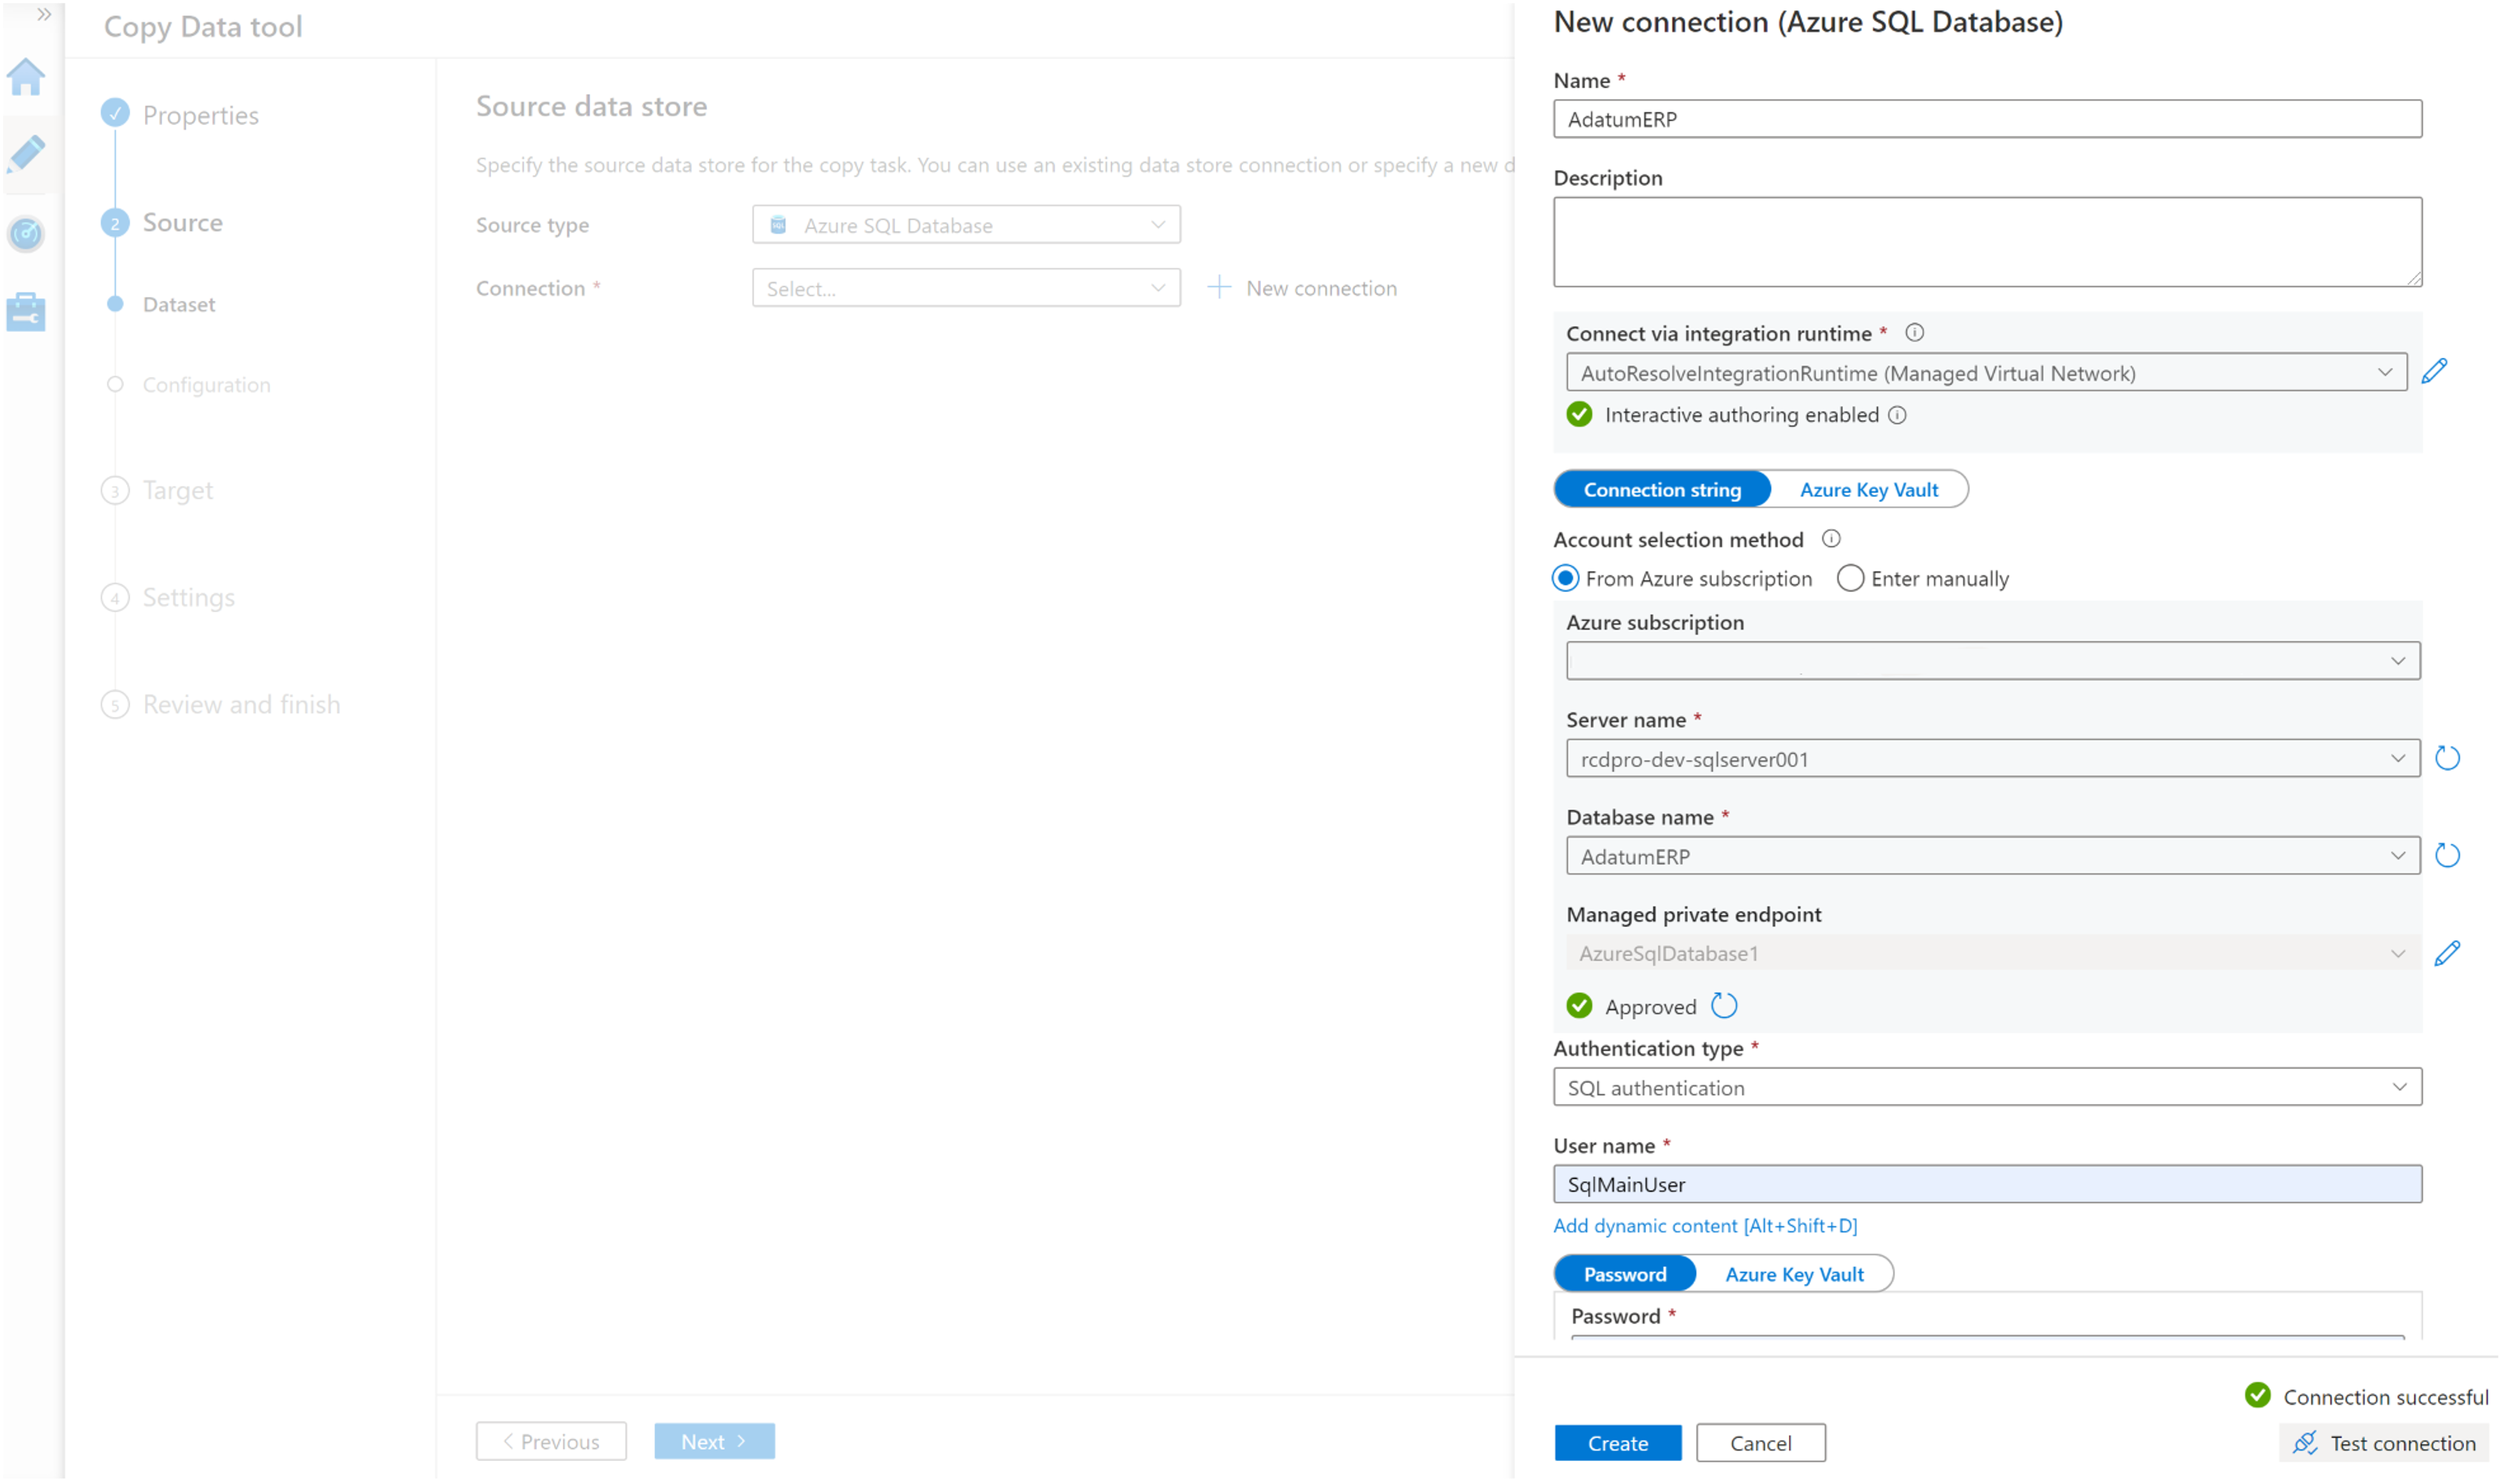 Copy Data tool
Properties
2 Source
Dataset
Configuration
3 Target
4 Settings
5 Review and finish
Source data store
Specify the source data store for the copy task. You can use an existing data store connection or specify a new d
Source type
SQL Azure SQL Database
Connection *
Select...
New connection
Previous
Next
New connection (Azure SQL Database)
Name *
AdatumERP
Description
Connect via integration runtime *
AutoResolveIntegrationRuntime (Managed Virtual Network)
Interactive authoring enabled
Connection string Azure Key Vault
Account selection method
From Azure subscription Enter manually
Azure subscription
Server name *
rcdpro-dev-sqlserver001
Database name *
AdatumERP
Managed private endpoint
AzureSqlDatabase1
Approved
Authentication type *
SQL authentication
User name *
SqlMainUser
Add dynamic content [Alt+Shift+D]
Password Azure Key Vault
Password *
Connection successful
Create Cancel Test connection